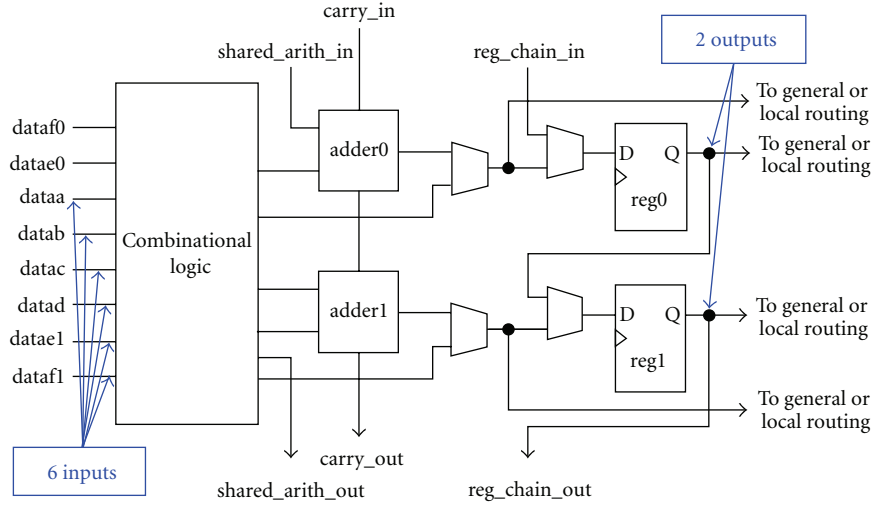 carry_in
2 outputs
shared_arith_in
reg_chain_in
To general or
local routing
dataf0
adder0
To general or
local routing
datae0
D
Q
dataa
reg0
datab
Combinational
logic
datac
datad
adder1
D
Q
To general or
local routing
datae1
reg1
dataf1
To general or
local routing
6 inputs
carry_out
shared_arith_out
reg_chain_out